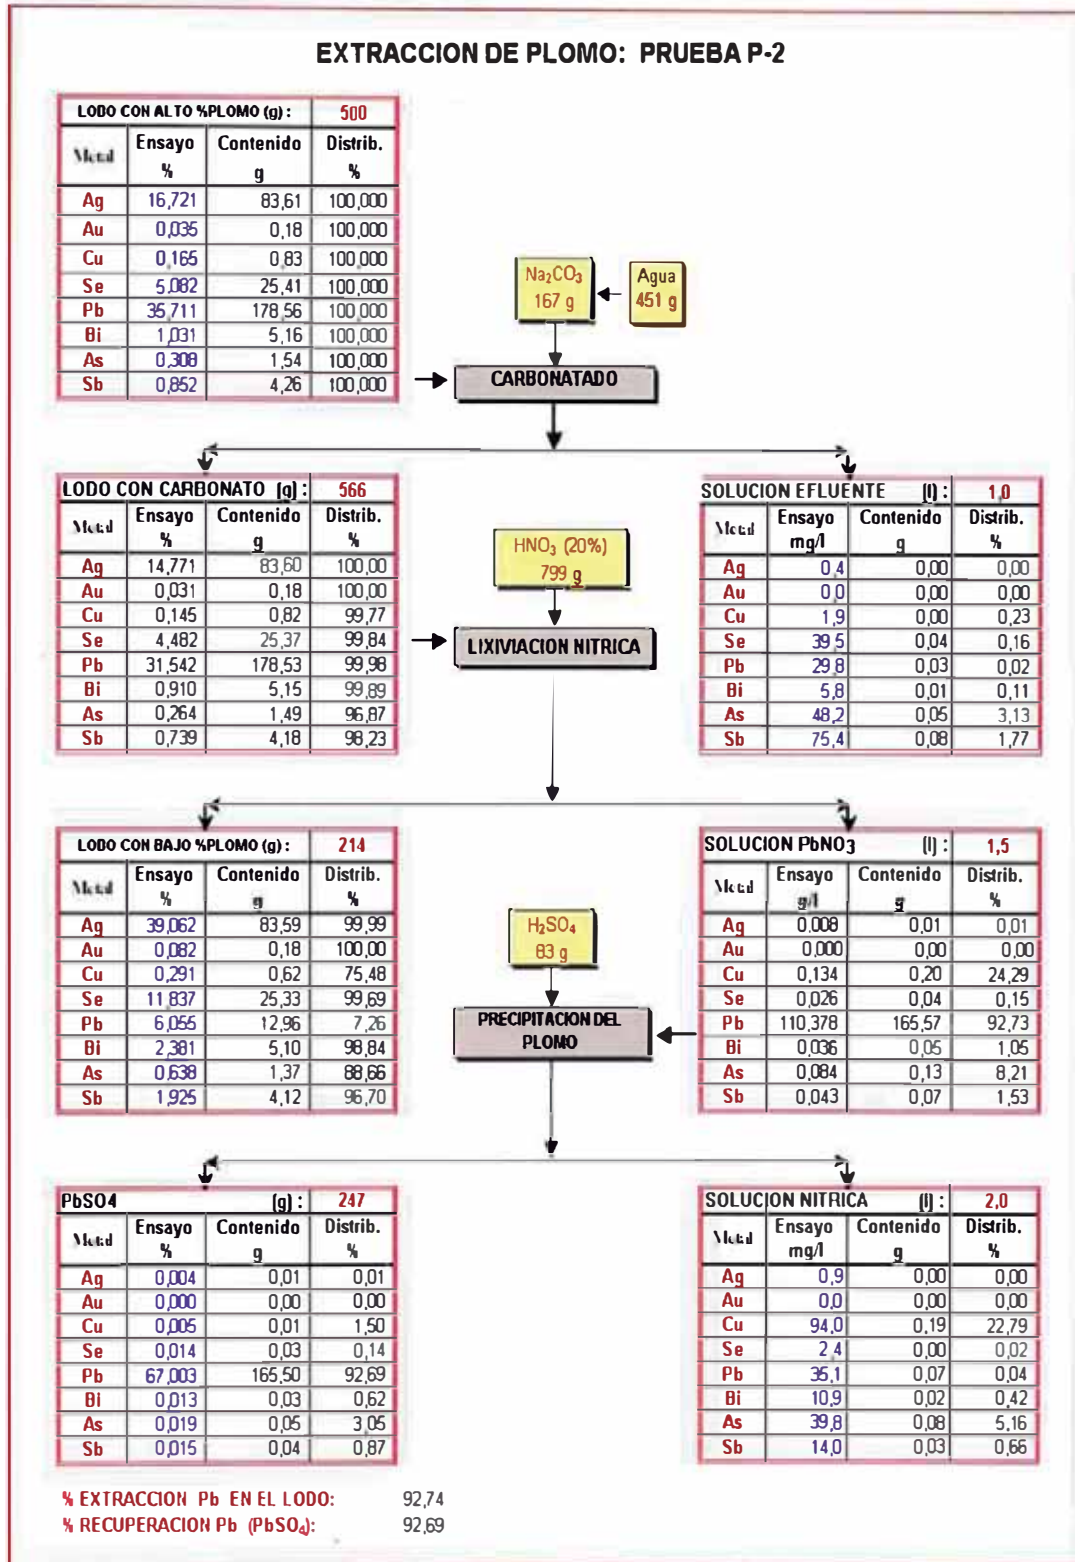 EXTRACCION DE PLOMO: PRUEBA P-2
LODO CON ALTO %PLOMO (g) : 500
Metal Ensayo % Contenido g Distrib. %
Ag 16,721 83,61 100,000
Au 0,035 0,18 100,000
Cu 0,165 0,83 100,000
Se 5,082 25,41 100,000
Pb 35,711 178,56 100,000
Bi 1,031 5,16 100,000
As 0,308 1,54 100,000
Sb 0,852 4,26 100,000
Na₂CO₃
167 g
Agua
451 g
CARBONATADO
LODO CON CARBONATO (g) : 566
Metal Ensayo % Contenido g Distrib. %
Ag 14,771 83,60 100,00
Au 0,031 0,18 100,00
Cu 0,145 0,82 99,77
Se 4,482 25,37 99,84
Pb 31,542 178,53 99,98
Bi 0,910 5,15 99,89
As 0,264 1,49 96,87
Sb 0,739 4,18 98,23
HNO₃ (20%)
799 g
LIXIVIACION NITRICA
SOLUCION EFLUENTE (l) : 1,0
Metal Ensayo mg/l Contenido g Distrib. %
Ag 0,4 0,00 0,00
Au 0,0 0,00 0,00
Cu 1,9 0,00 0,23
Se 39,5 0,04 0,16
Pb 29,8 0,03 0,02
Bi 5,8 0,01 0,11
As 48,2 0,05 3,13
Sb 75,4 0,08 1,77
LODO CON BAJO %PLOMO (g) : 214
Metal Ensayo % Contenido g Distrib. %
Ag 39,062 83,59 99,99
Au 0,082 0,18 100,00
Cu 0,291 0,62 75,48
Se 11,837 25,33 99,69
Pb 6,055 12,96 7,26
Bi 2,381 5,10 98,84
As 0,638 1,37 88,66
Sb 1,925 4,12 96,70
H₂SO₄
83 g
PRECIPITACION DEL
PLOMO
SOLUCION PbNO₃ (l) : 1,5
Metal Ensayo g/l Contenido g Distrib. %
Ag 0,008 0,01 0,01
Au 0,000 0,00 0,00
Cu 0,134 0,20 24,29
Se 0,026 0,04 0,15
Pb 110,378 165,57 92,73
Bi 0,036 0,05 1,05
As 0,084 0,13 8,21
Sb 0,043 0,07 1,53
PbSO4 (g) : 247
Metal Ensayo % Contenido g Distrib. %
Ag 0,004 0,01 0,01
Au 0,000 0,00 0,00
Cu 0,005 0,01 1,50
Se 0,014 0,03 0,14
Pb 67,003 165,50 92,69
Bi 0,013 0,03 0,62
As 0,019 0,05 3,05
Sb 0,015 0,04 0,87
SOLUCION NITRICA (l) : 2,0
Metal Ensayo mg/l Contenido g Distrib. %
Ag 0,9 0,00 0,00
Au 0,0 0,00 0,00
Cu 94,0 0,19 22,79
Se 2,4 0,00 0,02
Pb 35,1 0,07 0,04
Bi 10,9 0,02 0,42
As 39,8 0,08 5,16
Sb 14,0 0,03 0,66
% EXTRACCION Pb EN EL LODO: 92,74
% RECUPERACION Pb (PbSO₄): 92,69